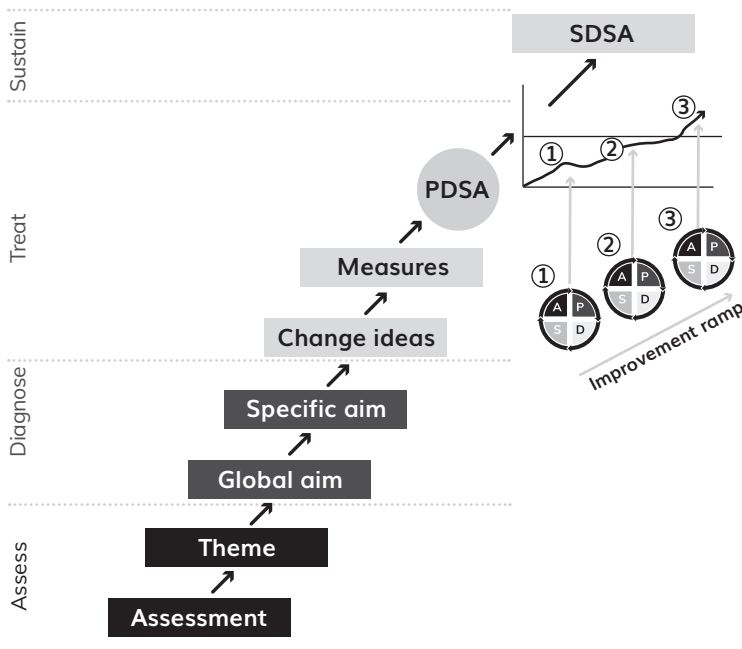 Sustain
SDSA
Treat
③
①
②
PDSA
③
A P
S D
②
A P
S D
①
A P
S D
Improvement ramp
Measures
Change ideas
Diagnose
Specific aim
Global aim
Assess
Theme
Assessment